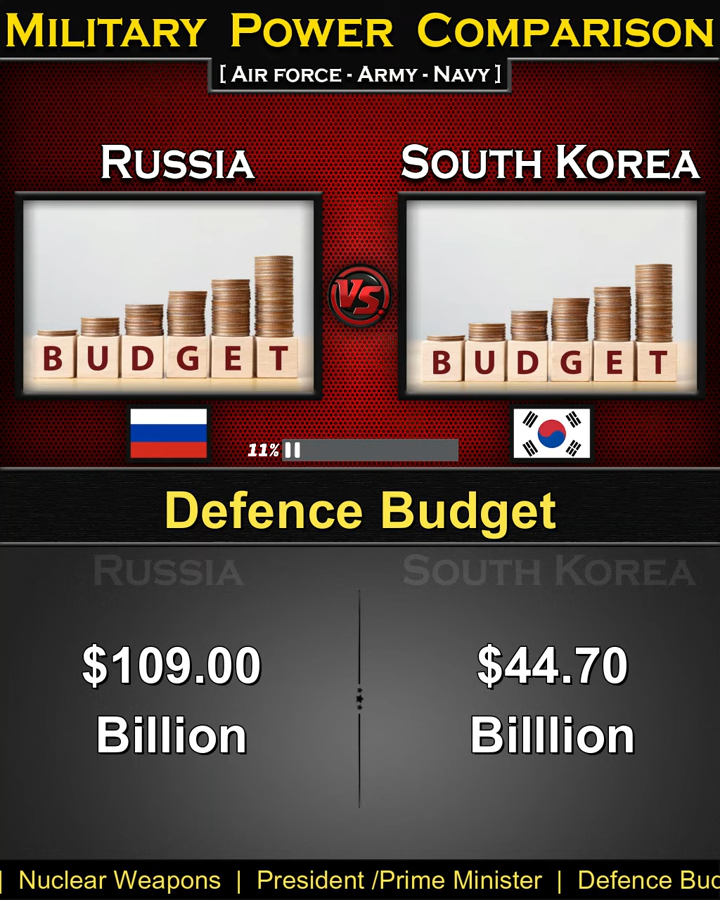 MILITARY POWER COMPARISON
[ AIR FORCE - ARMY - NAVY ]
RUSSIA
SOUTH KOREA
BUDGET
VS.
BUDGET
11%
Defence Budget
RUSSIA
SOUTH KOREA
$109.00
Billion
$44.70
Billlion
| Nuclear Weapons | President /Prime Minister | Defence Bud